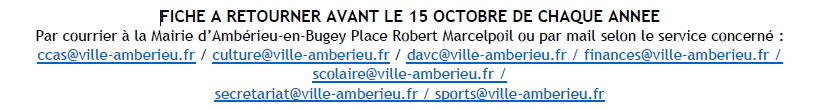 FICHE A RETOURNER AVANT LE 15 OCTOBRE DE CHAQUE ANNEE
Par courrier à la Mairie d'Ambérieu-en-Bugey Place Robert Marcelpoil ou par mail selon le service concerné :
ccas@ville-amberieu.fr / culture@ville-amberieu.fr / davc@ville-amberieu.fr / finances@ville-amberieu.fr /
scolaire@ville-amberieu.fr /
secretariat@ville-amberieu.fr / sports@ville-amberieu.fr